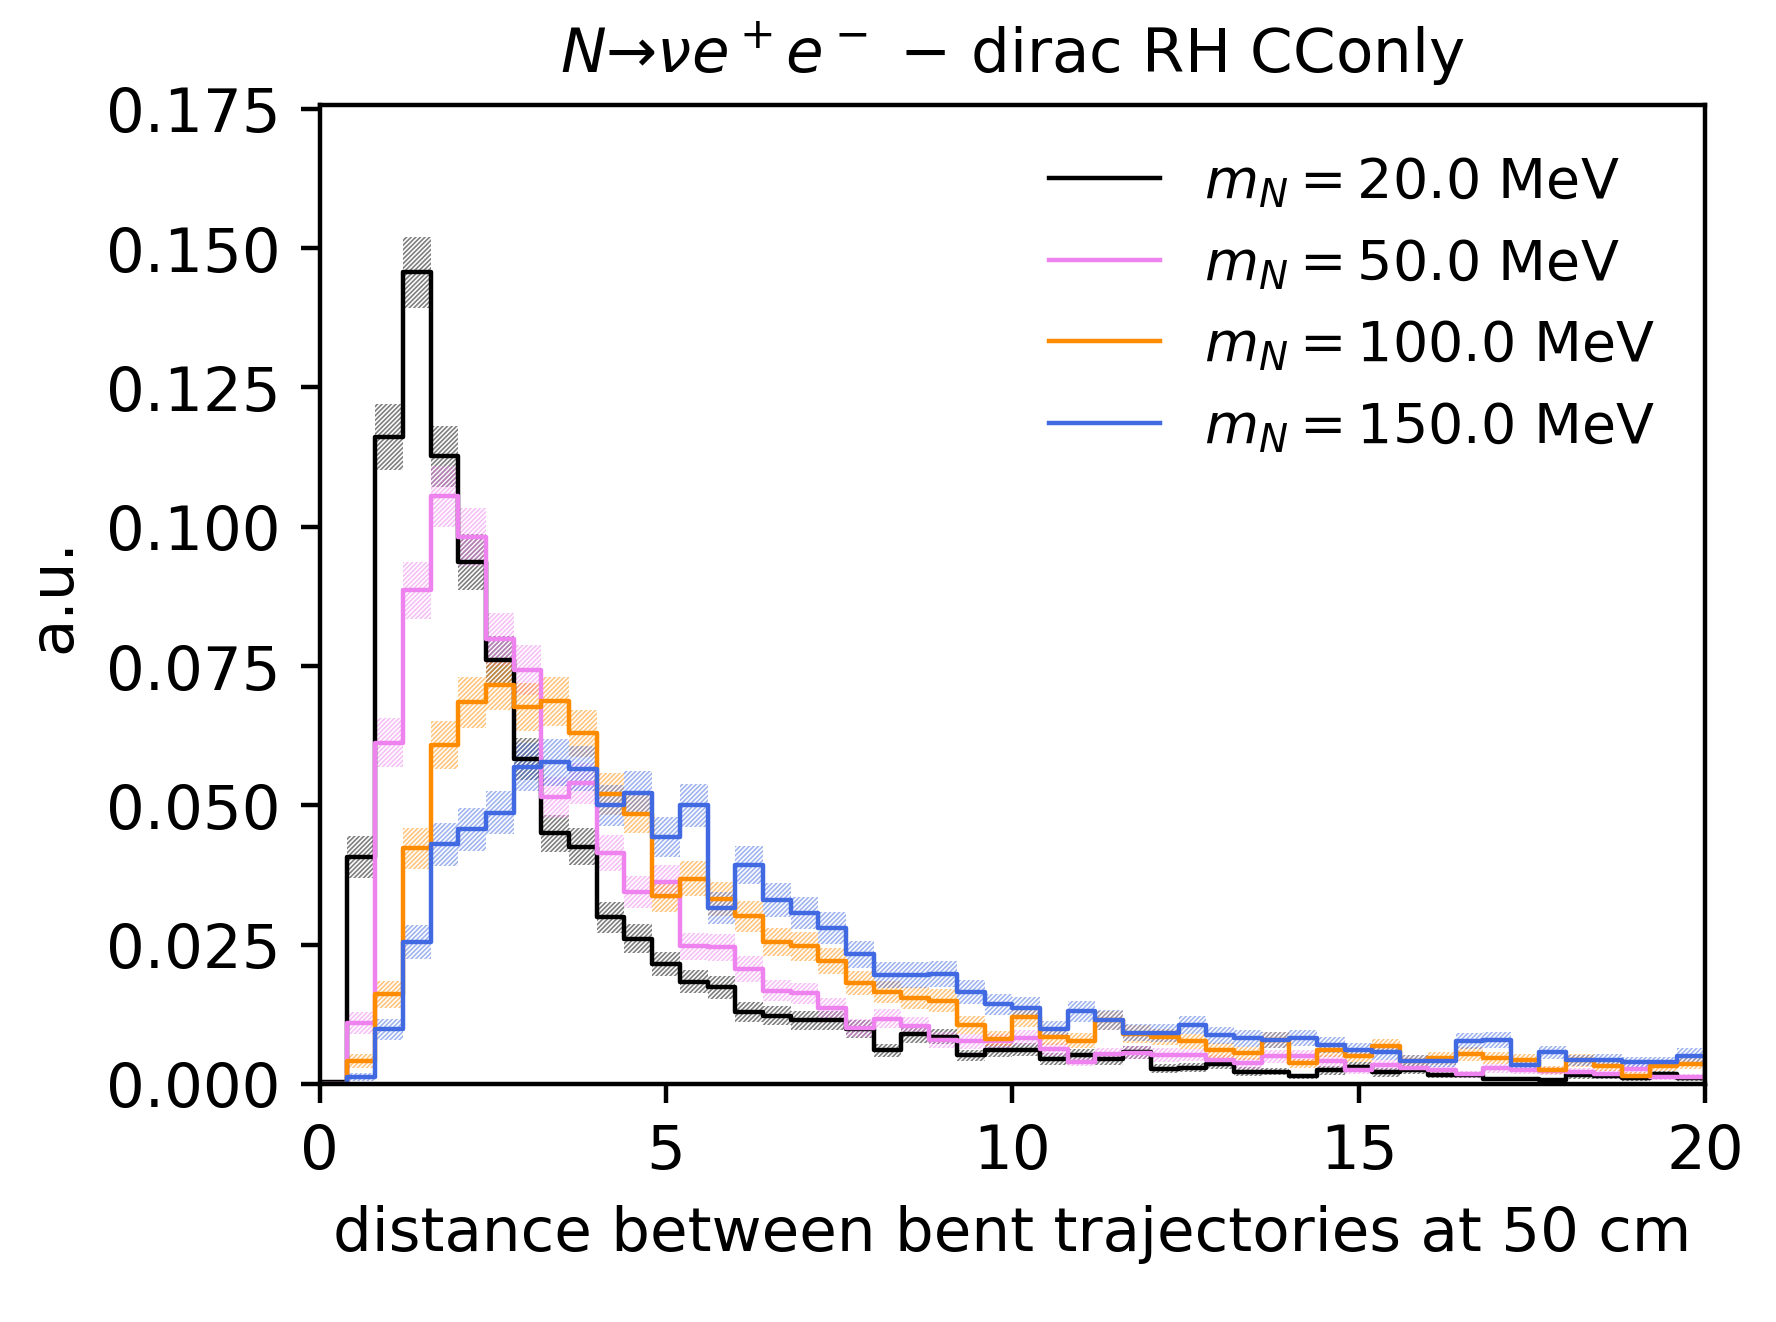 N→νe⁺e⁻ − dirac RH CConly
0.175
0.150
0.125
0.100
0.075
0.050
0.025
0.000
a.u.
m_N = 20.0 MeV
m_N = 50.0 MeV
m_N = 100.0 MeV
m_N = 150.0 MeV
0 5 10 15 20
distance between bent trajectories at 50 cm